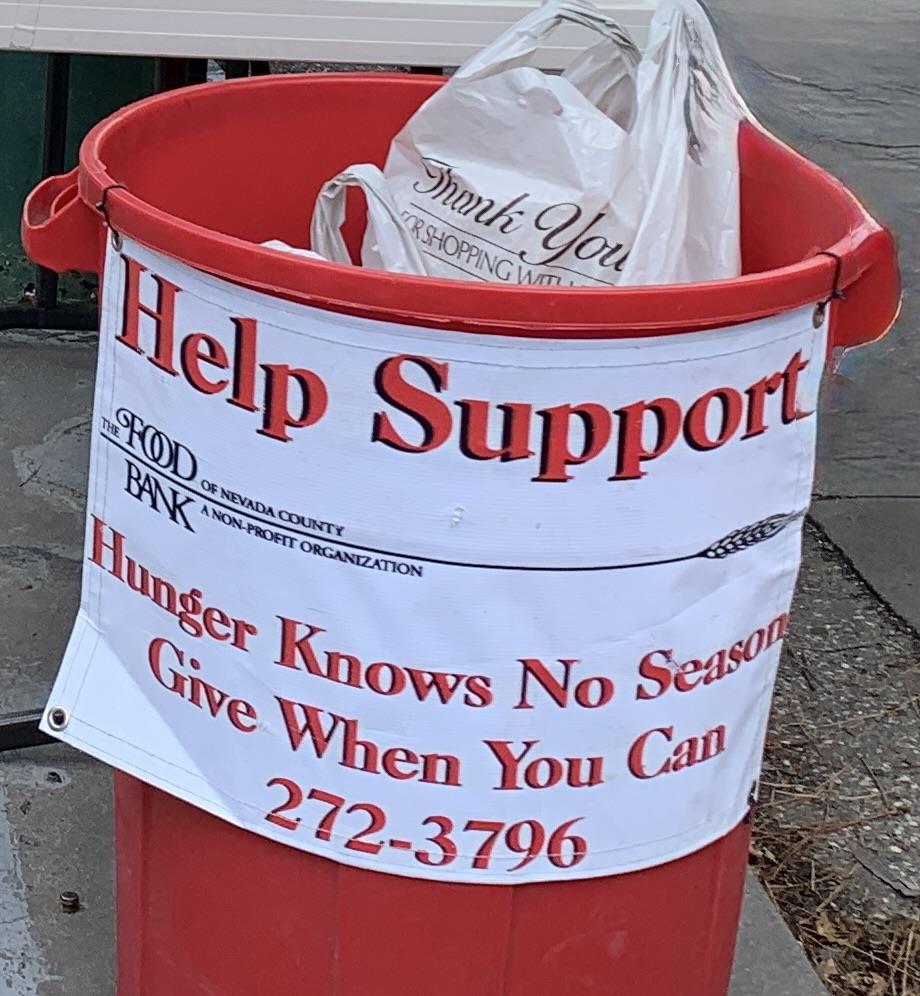 Thank You
FOR SHOPPING WITH
Help Support
THE FOOD BANK
OF NEVADA COUNTY
A NON-PROFIT ORGANIZATION
Hunger Knows No Season
Give When You Can
272-3796